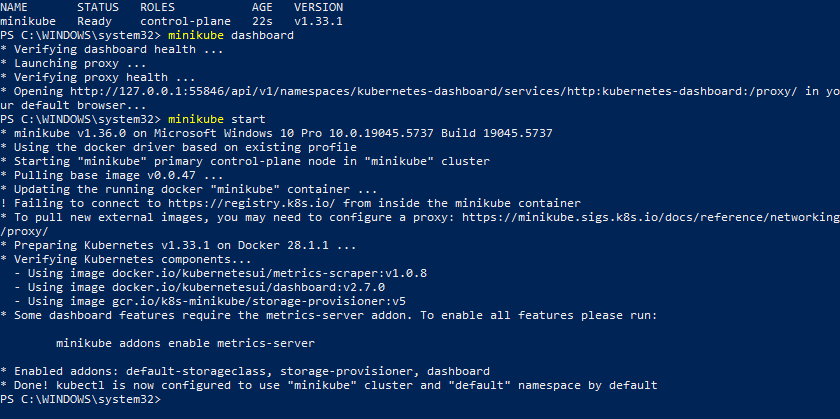 NAME       STATUS   ROLES           AGE   VERSION
minikube   Ready    control-plane   22s   v1.33.1
PS C:\WINDOWS\system32> minikube dashboard
* Verifying dashboard health ...
* Launching proxy ...
* Verifying proxy health ...
* Opening http://127.0.0.1:55846/api/v1/namespaces/kubernetes-dashboard/services/http:kubernetes-dashboard:/proxy/ in yo
ur default browser...
PS C:\WINDOWS\system32> minikube start
* minikube v1.36.0 on Microsoft Windows 10 Pro 10.0.19045.5737 Build 19045.5737
* Using the docker driver based on existing profile
* Starting "minikube" primary control-plane node in "minikube" cluster
* Pulling base image v0.0.47 ...
* Updating the running docker "minikube" container ...
! Failing to connect to https://registry.k8s.io/ from inside the minikube container
* To pull new external images, you may need to configure a proxy: https://minikube.sigs.k8s.io/docs/reference/networking
/proxy/
* Preparing Kubernetes v1.33.1 on Docker 28.1.1 ...
* Verifying Kubernetes components...
  - Using image docker.io/kubernetesui/metrics-scraper:v1.0.8
  - Using image docker.io/kubernetesui/dashboard:v2.7.0
  - Using image gcr.io/k8s-minikube/storage-provisioner:v5
* Some dashboard features require the metrics-server addon. To enable all features please run:
        minikube addons enable metrics-server
* Enabled addons: default-storageclass, storage-provisioner, dashboard
* Done! kubectl is now configured to use "minikube" cluster and "default" namespace by default
PS C:\WINDOWS\system32>